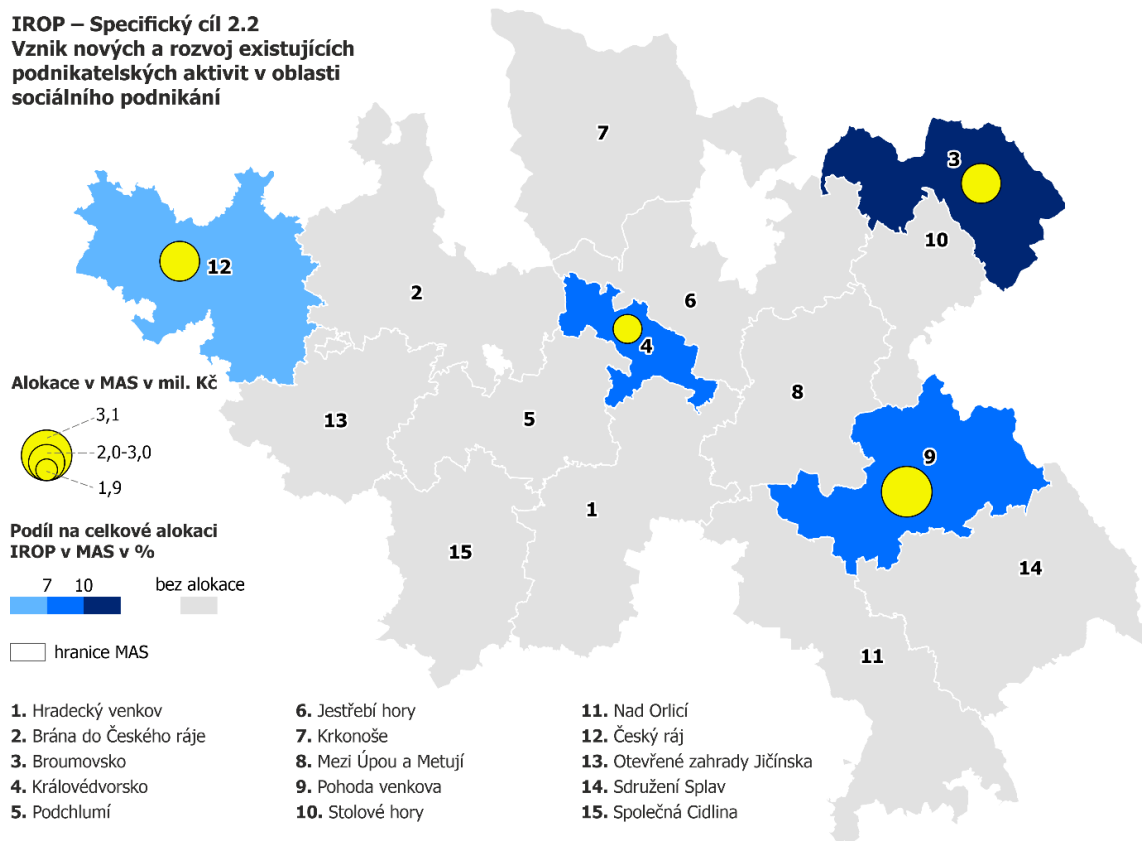 IROP – Specifický cíl 2.2
Vznik nových a rozvoj existujících
podnikatelských aktivit v oblasti
sociálního podnikání
7
3
10
12
2
6
4
8
13
5
9
1
15
14
11
Alokace v MAS v mil. Kč
3,1
2,0-3,0
1,9
Podíl na celkové alokaci
IROP v MAS v %
7 10 bez alokace
hranice MAS
1. Hradecký venkov
2. Brána do Českého ráje
3. Broumovsko
4. Královédvorsko
5. Podchlumí
6. Jestřebí hory
7. Krkonoše
8. Mezi Úpou a Metují
9. Pohoda venkova
10. Stolové hory
11. Nad Orlicí
12. Český ráj
13. Otevřené zahrady Jičínska
14. Sdružení Splav
15. Společná Cidlina